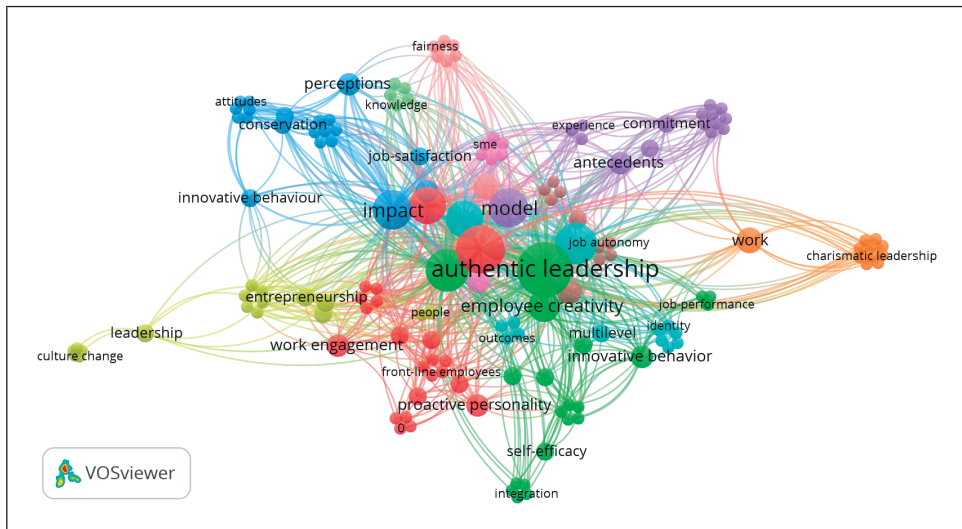 fairness
perceptions
attitudes
knowledge
conservation
experience
commitment
sme
job-satisfaction
antecedents
innovative behaviour
impact
model
work
job autonomy
charismatic leadership
authentic leadership
entrepreneurship
employee creativity
job-performance
people
leadership
identity
multilevel
outcomes
work engagement
culture change
innovative behavior
front-line employees
proactive personality
0
self-efficacy
integration
VOSviewer